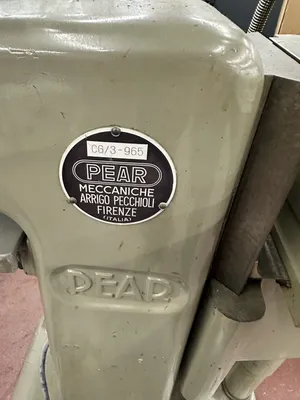 C6/3-965
PEAR
MECCANICHE
ARRIGO PECCHIOLI
FIRENZE
(ITALIA)
PEAR